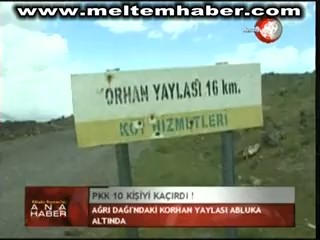 www.meltemhaber.com
KORHAN YAYLASI 16 km.
KÖY HİZMETLERİ
PKK 10 KİŞİYİ KAÇIRDI !
ANA
HABER
AĞRI DAĞI'NDAKİ KORHAN YAYLASI ABLUKA
ALTINDA